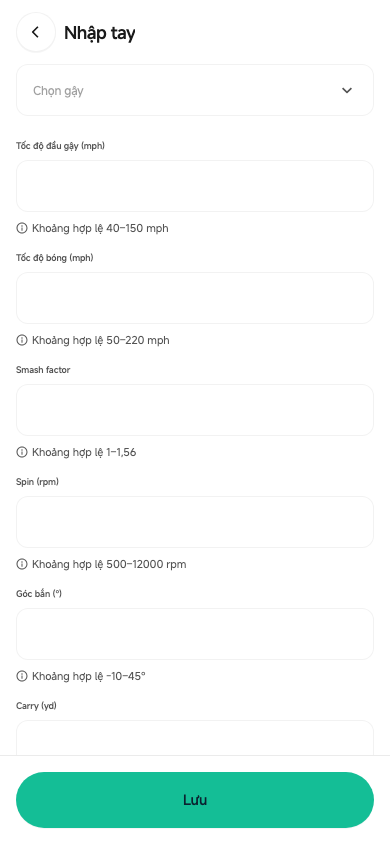 Nhập tay
Chọn gậy
Tốc độ đầu gậy (mph)
Khoảng hợp lệ 40–150 mph
Tốc độ bóng (mph)
Khoảng hợp lệ 50–220 mph
Smash factor
Khoảng hợp lệ 1–1,56
Spin (rpm)
Khoảng hợp lệ 500–12000 rpm
Góc bắn (°)
Khoảng hợp lệ -10–45°
Carry (yd)
Lưu